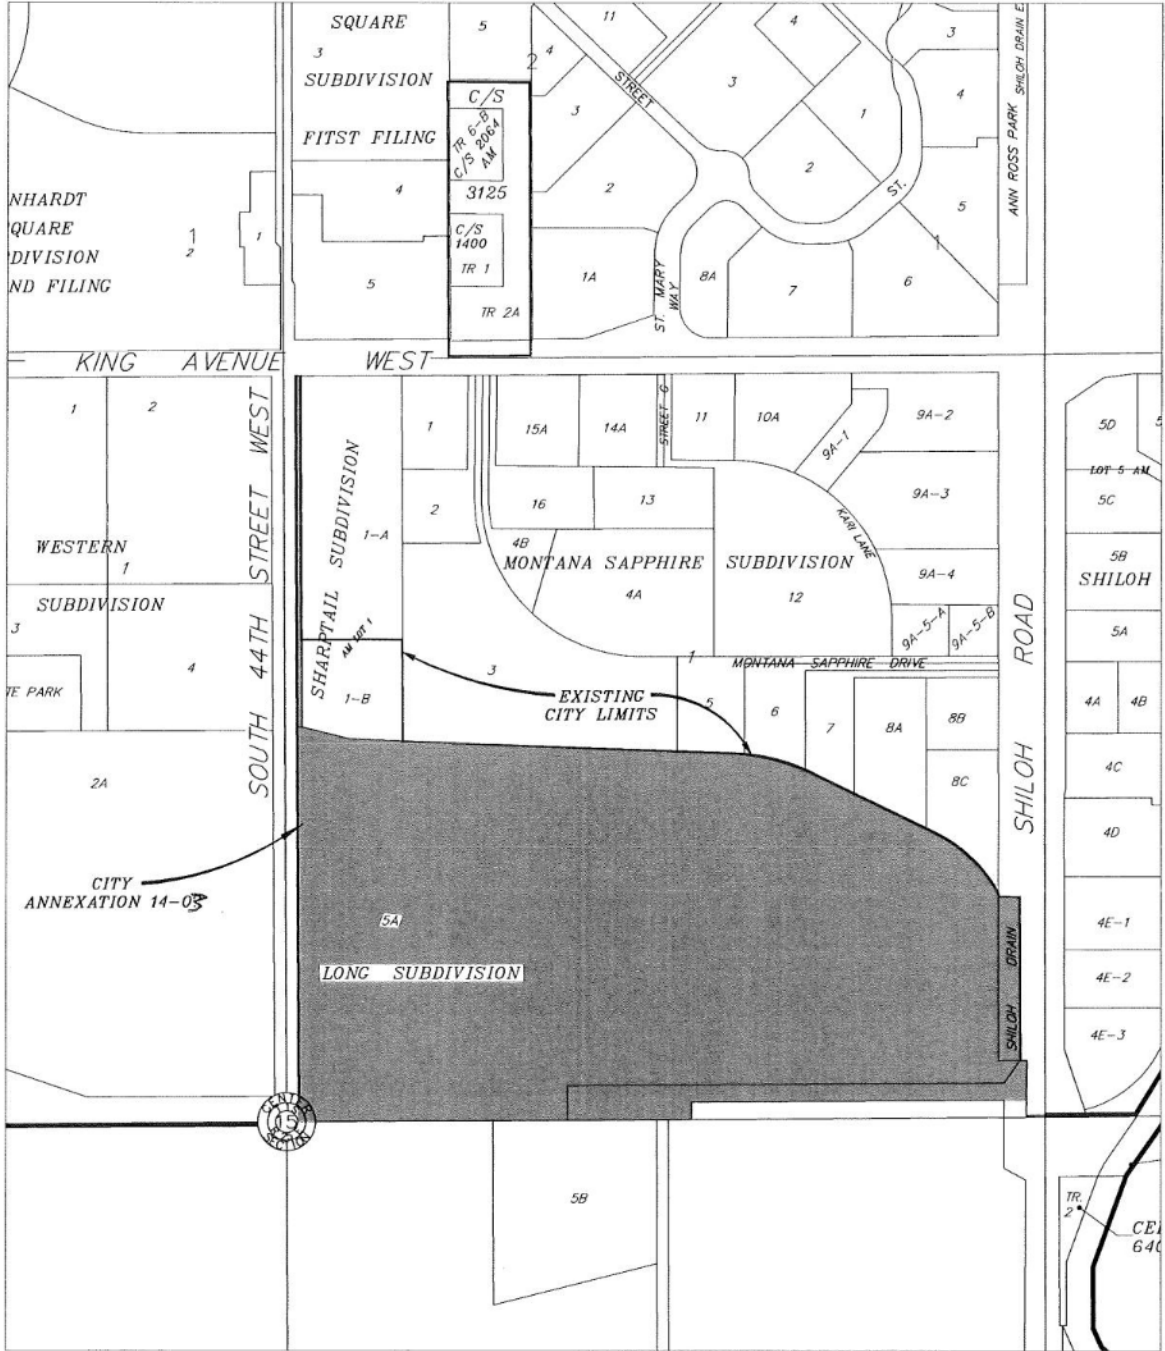 SQUARE
3
SUBDIVISION
FITST FILING
4
5
5
C/S
TR 6-B
C/S 2064
AM
3125
C/S
1400
TR 1
TR 2A
2
4
11
3
STREET
2
1A
ST. MARY
WAY
4
3
1
2
ST.
8A
7
6
1
3
4
5
ANN ROSS PARK
SHILOH DRAIN E.
NHARDT
QUARE
DIVISION
ND FILING
1
2
1
KING AVENUE WEST
SOUTH 44TH STREET WEST
1
2
WESTERN
1
SUBDIVISION
3
4
TE PARK
2A
SHARPTAIL SUBDIVISION
AM LOT 1
1-A
1-B
1
2
3
15A
14A
STREET G
11
10A
9A-1
9A-2
16
13
9A-3
KARI LANE
4B
MONTANA SAPPHIRE SUBDIVISION
4A
12
9A-4
9A-5-A
9A-5-B
1
MONTANA SAPPHIRE DRIVE
EXISTING
CITY LIMITS
5
6
7
8A
8B
8C
SHILOH ROAD
5D
5
LOT 5 AM
5C
5B
SHILOH
5A
4A
4B
4C
4D
4E-1
4E-2
4E-3
CITY
ANNEXATION 14-03
5A
LONG SUBDIVISION
SHILOH DRAIN
CENTER
15
SECTION
5B
TR.
2
CE
640